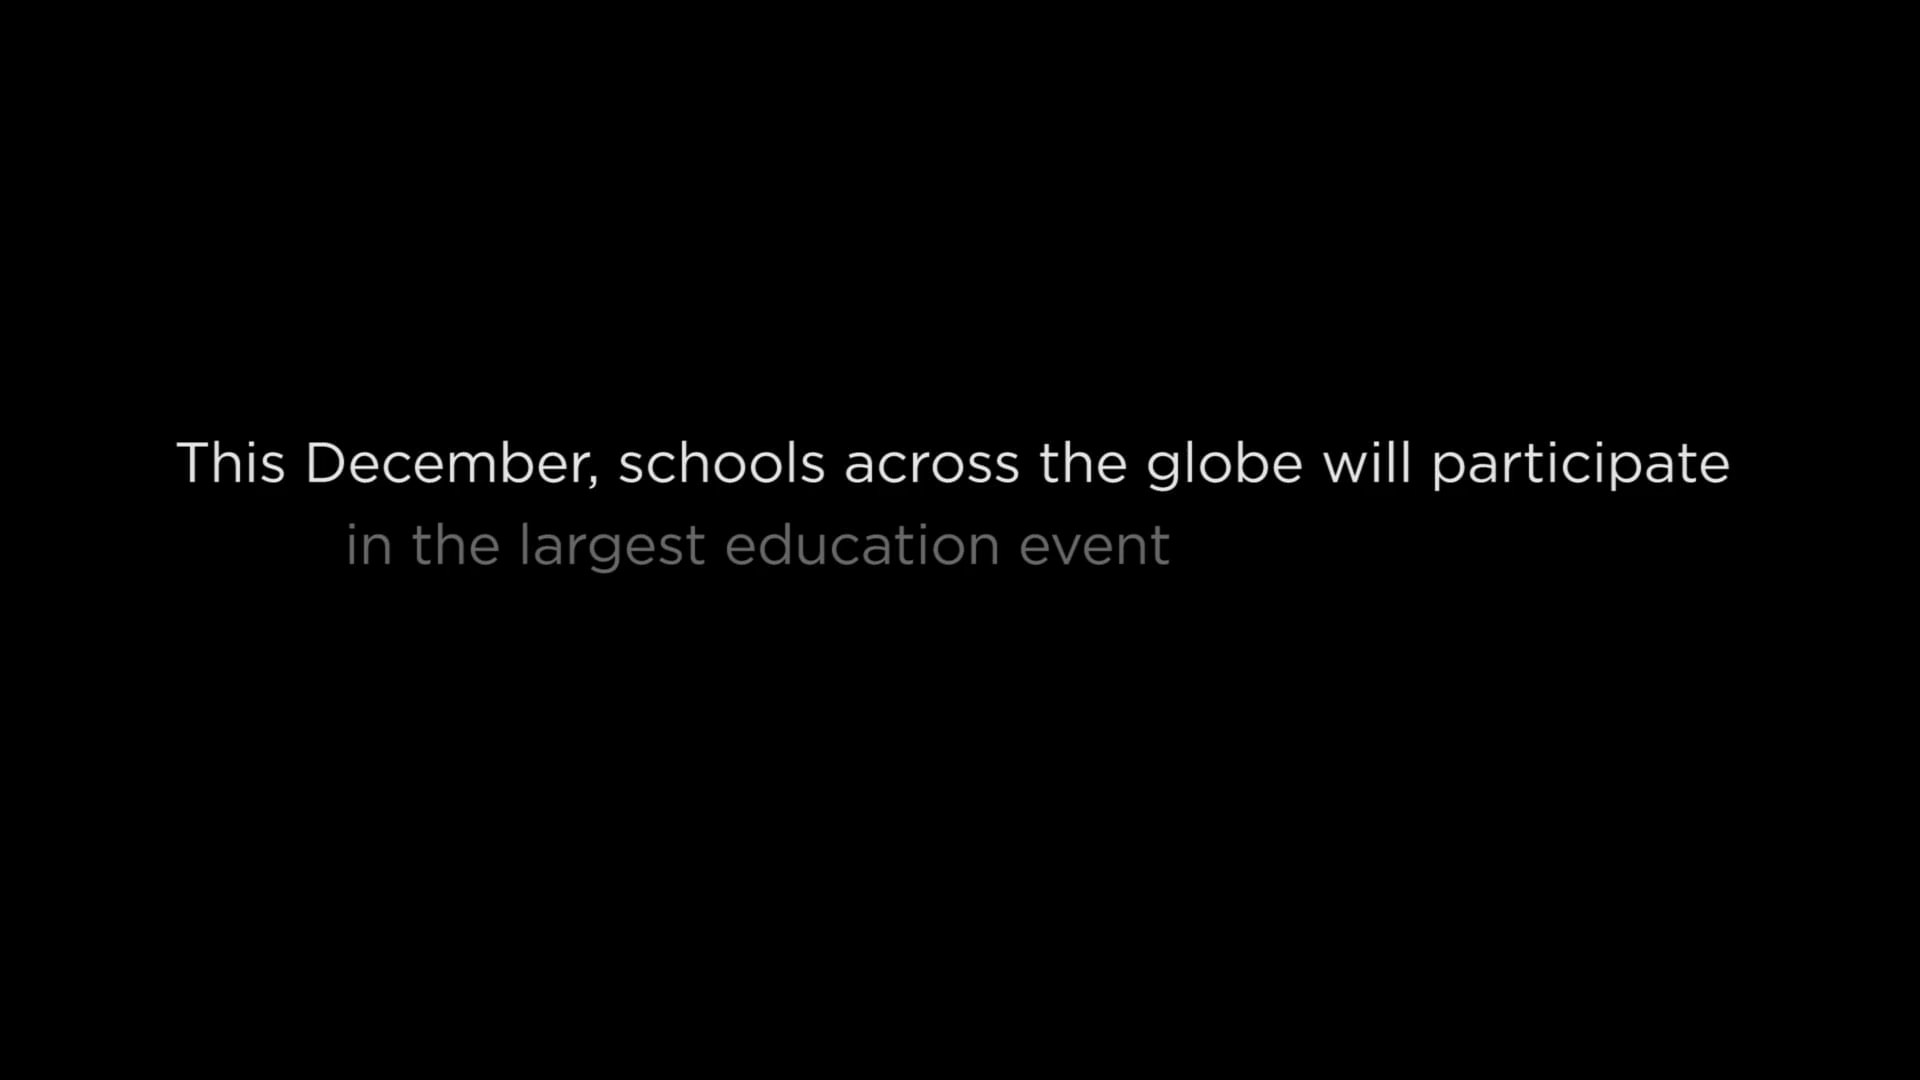 This December, schools across the globe will participate
in the largest education event